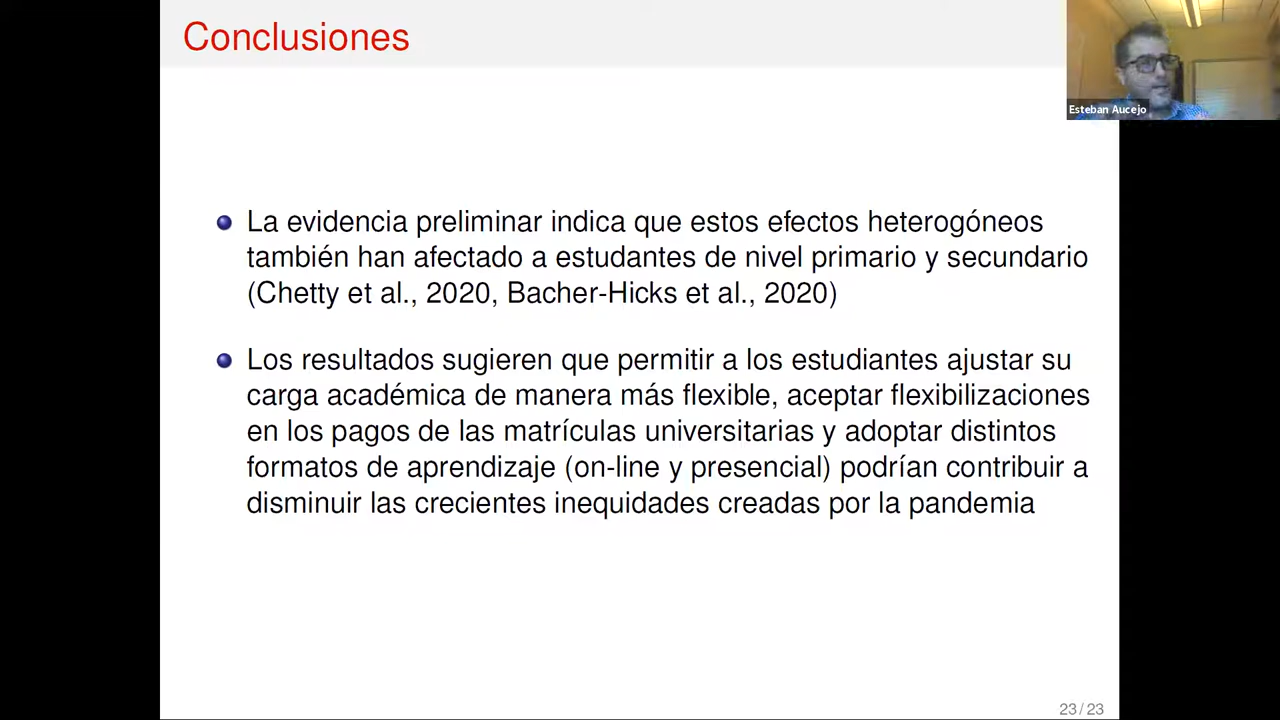 Conclusiones
Esteban Aucejo
La evidencia preliminar indica que estos efectos heterogóneos
también han afectado a estudantes de nivel primario y secundario
(Chetty et al., 2020, Bacher-Hicks et al., 2020)
Los resultados sugieren que permitir a los estudiantes ajustar su
carga académica de manera más flexible, aceptar flexibilizaciones
en los pagos de las matrículas universitarias y adoptar distintos
formatos de aprendizaje (on-line y presencial) podrían contribuir a
disminuir las crecientes inequidades creadas por la pandemia
23/23